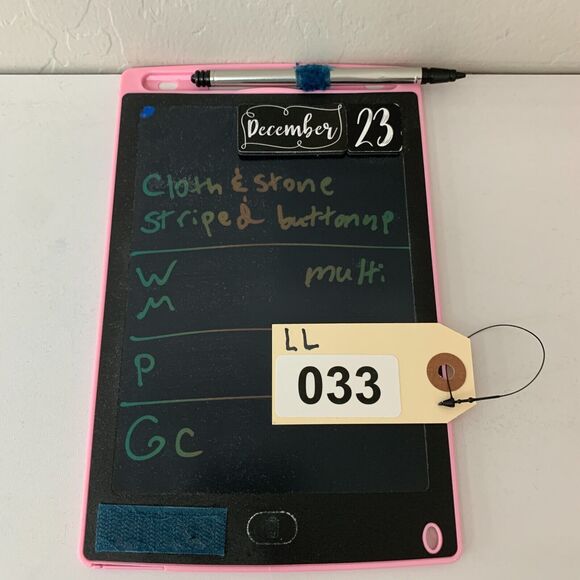 December 23
Cloth & Stone
striped buttonup
W multi
M
LL
033
P
GC